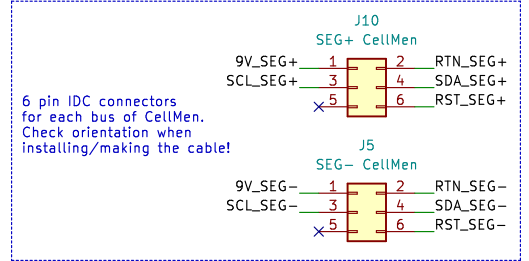 J10
SEG+ CellMen
9V_SEG+ 1 2 RTN_SEG+
SCL_SEG+ 3 4 SDA_SEG+
5 6 RST_SEG+
6 pin IDC connectors
for each bus of CellMen.
Check orientation when
installing/making the cable!
J5
SEG- CellMen
9V_SEG- 1 2 RTN_SEG-
SCL_SEG- 3 4 SDA_SEG-
5 6 RST_SEG-